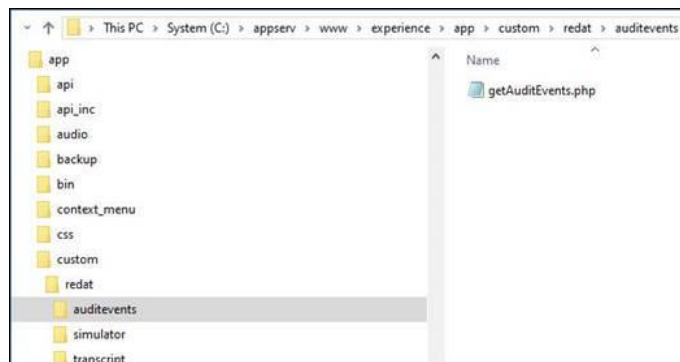 This PC > System (C:) > appserv > www > experience > app > custom > redat > auditevents
app
api
api_inc
audio
backup
bin
context_menu
css
custom
redat
auditevents
simulator
transcript
Name
getAuditEvents.php